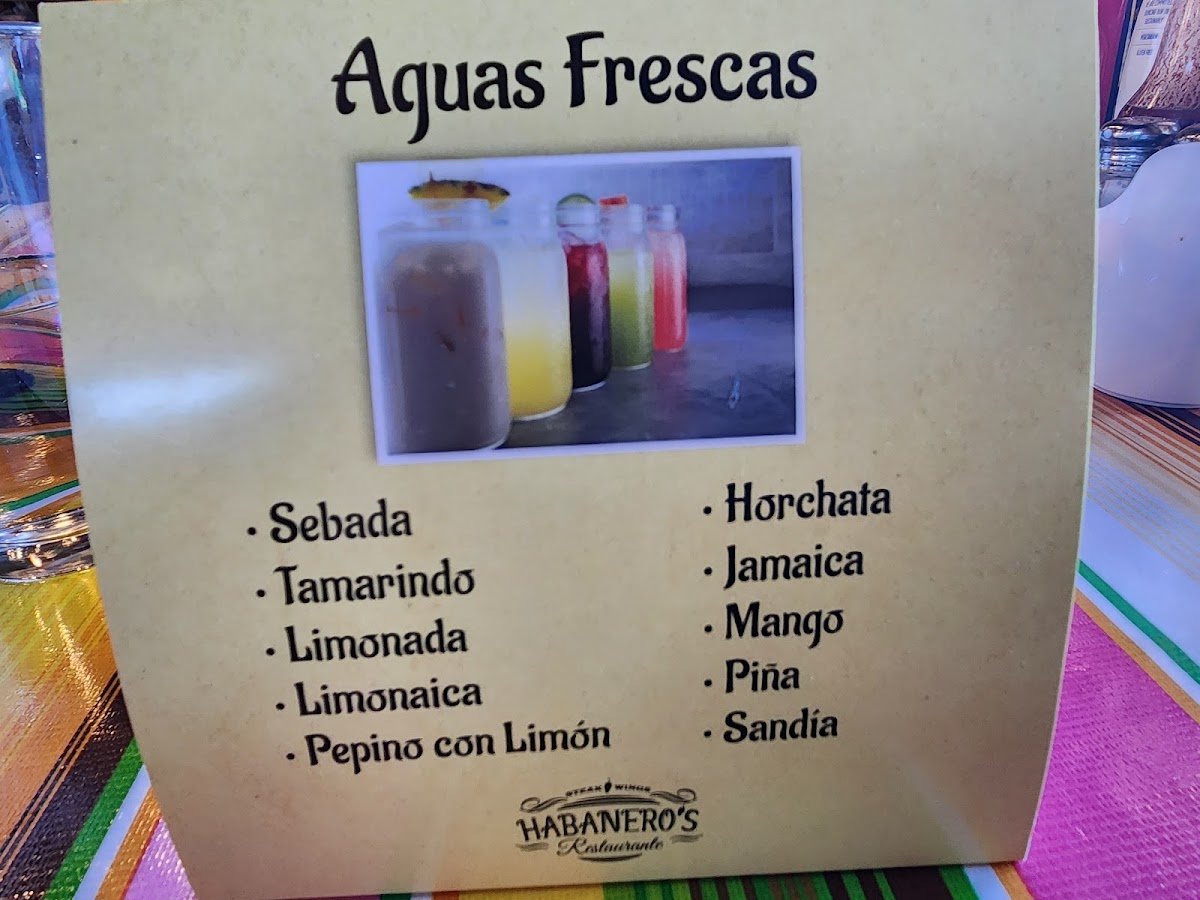 Aguas Frescas
• Sebada
• Tamarindo
• Limonada
• Limonaica
• Pepino con Limón
• Horchata
• Jamaica
• Mango
• Piña
• Sandía
STEAK WINGS
HABANERO'S
Restaurante